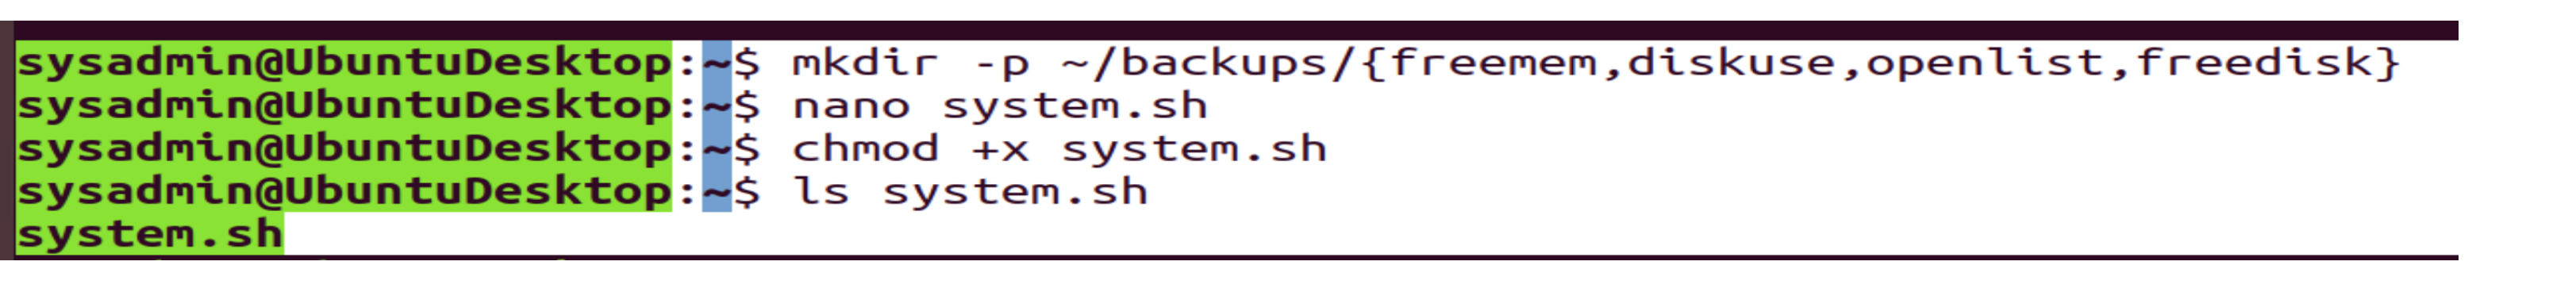 sysadmin@UbuntuDesktop:~$ mkdir -p ~/backups/{freemem,diskuse,openlist,freedisk}
sysadmin@UbuntuDesktop:~$ nano system.sh
sysadmin@UbuntuDesktop:~$ chmod +x system.sh
sysadmin@UbuntuDesktop:~$ ls system.sh
system.sh